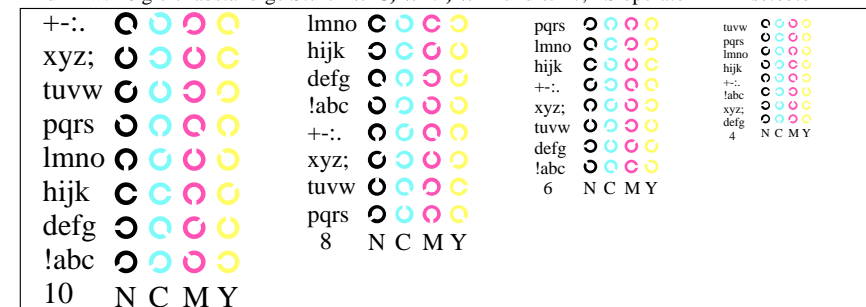 +-:.
xyz;
tuvw
pqrs
lmno
hijk
defg
!abc
10 N C M Y
lmno
hijk
defg
!abc
+-:.
xyz;
tuvw
pqrs
8 N C M Y
pqrs
lmno
hijk
+-:.
xyz;
tuvw
defg
!abc
6 N C M Y
tuvw
pqrs
lmno
hijk
+-:.
!abc
xyz;
defg
4 N C M Y